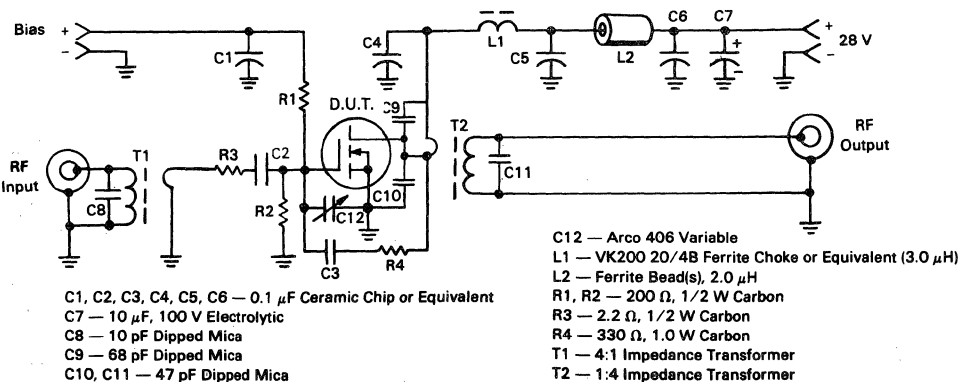 Bias
+
−
C1
R1
C4
L1
C5
L2
C6
C7
+
−
+
−
28 V
D.U.T.
C9
T2
C11
RF
Output
RF
Input
C8
T1
R3
C2
R2
C12
C10
C3
R4
C1, C2, C3, C4, C5, C6 — 0.1 μF Ceramic Chip or Equivalent
C7 — 10 μF, 100 V Electrolytic
C8 — 10 pF Dipped Mica
C9 — 68 pF Dipped Mica
C10, C11 — 47 pF Dipped Mica
C12 — Arco 406 Variable
L1 — VK200 20/4B Ferrite Choke or Equivalent (3.0 μH)
L2 — Ferrite Bead(s), 2.0 μH
R1, R2 — 200 Ω, 1/2 W Carbon
R3 — 2.2 Ω, 1/2 W Carbon
R4 — 330 Ω, 1.0 W Carbon
T1 — 4:1 Impedance Transformer
T2 — 1:4 Impedance Transformer